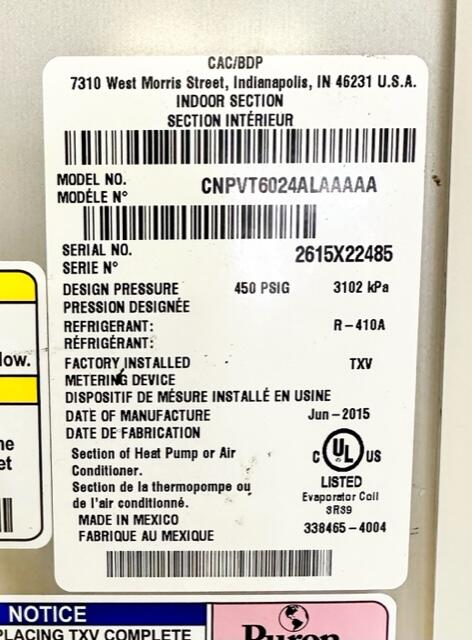 CAC/BDP
7310 West Morris Street, Indianapolis, IN 46231 U.S.A.
INDOOR SECTION
SECTION INTÉRIEUR
MODEL NO. CNPVT6024ALAAAAA
MODÉLE N°
SERIAL NO. 2615X22485
SERIE N°
DESIGN PRESSURE 450 PSIG 3102 kPa
PRESSION DESIGNÉE
REFRIGERANT: R-410A
RÉFRIGÉRANT:
FACTORY INSTALLED TXV
METERING DEVICE
DISPOSITIF DE MÉSURE INSTALLÉ EN USINE
DATE OF MANUFACTURE Jun-2015
DATE DE FABRICATION
Section of Heat Pump or Air
Conditioner.
Section de la thermopompe ou
de l'air conditionné.
C UL US
LISTED
Evaporator Coil
SR39
MADE IN MEXICO 338465-4004
FABRIQUE AU MEXIQUE
low.
ne
et
NOTICE
PLACING TXV COMPLETE
Puron